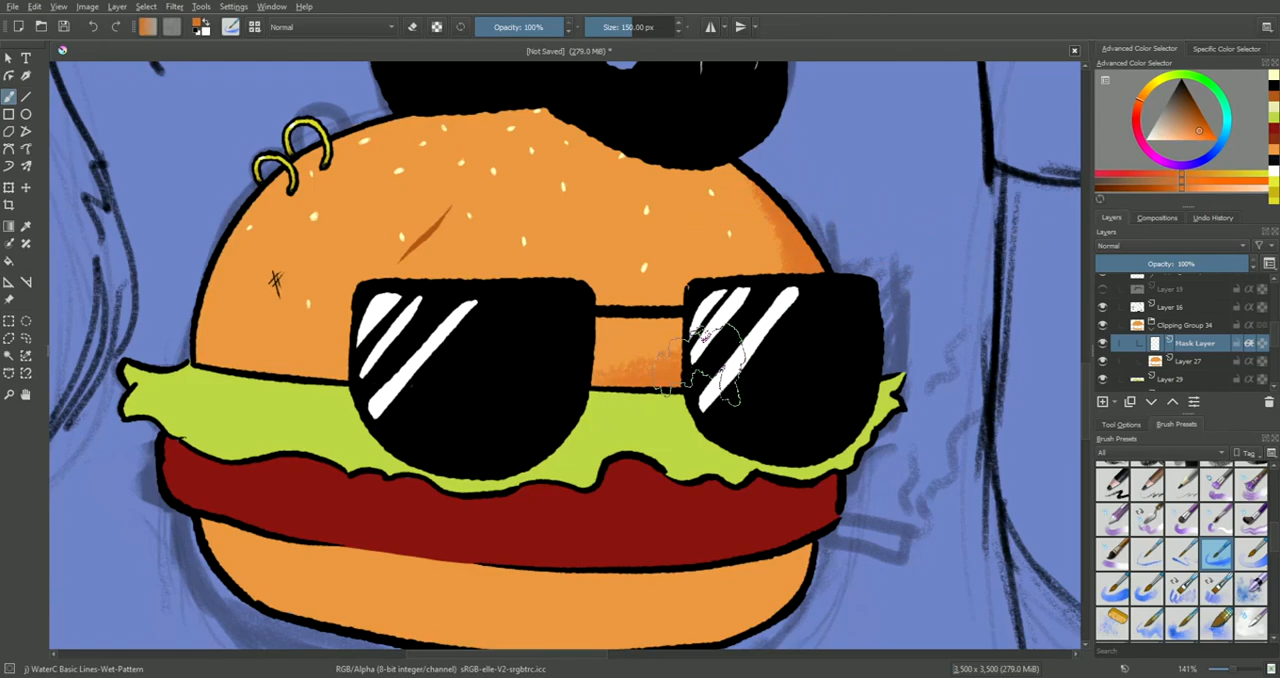 File Edit View Image Layer Select Filter Tools Settings Window Help
Normal Opacity: 100% Size: 150.00 px
[Not Saved] (279.0 MiB) *
Advanced Color Selector Specific Color Selector
Advanced Color Selector
Layers Compositions Undo History
Layers
Normal
Opacity: 100%
Layer 19
Layer 16
Clipping Group 34
Mask Layer
Layer 27
Layer 29
Tool Options Brush Presets
Brush Presets
All Tag
Search
j) WaterC Basic Lines-Wet-Pattern RGB/Alpha (8-bit integer/channel) sRGB-elle-V2-srgbtrc.icc 3,500 x 3,500 (279.0 MiB) 141%